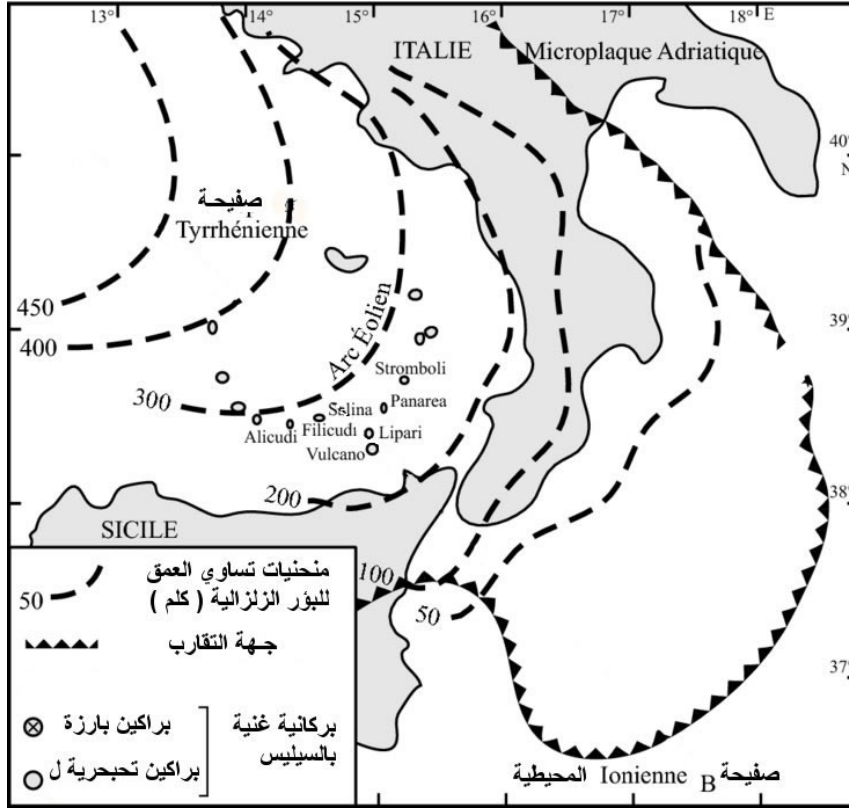 13° 14° 15° 16° 17° 18° E
ITALIE
Microplaque Adriatique
40°
N
صفيحة
Tyrrhénienne
450
400
39°
Arc Éolien
Stromboli
300
Selina
Panarea
Alicudi
Filicudi
Lipari
Vulcano
200
38°
SICILE
100
50
منحنيات تساوي العمق
للبؤر الزلزالية ( كلم )
50
جهة التقارب
37°
براكين بارزة
بركانية غنية
بالسيليس
براكين تحبحرية ل
صفيحة B Ionienne المحيطية